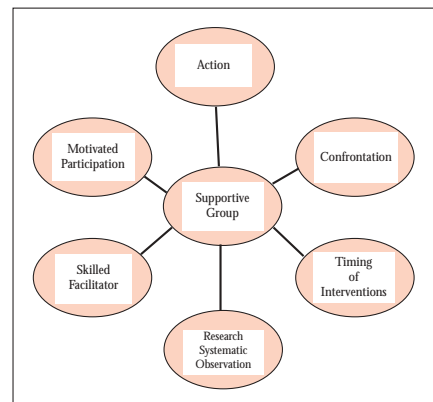 Action
Motivated
Participation
Confrontation
Supportive
Group
Skilled
Facilitator
Timing
of
Interventions
Research
Systematic
Observation